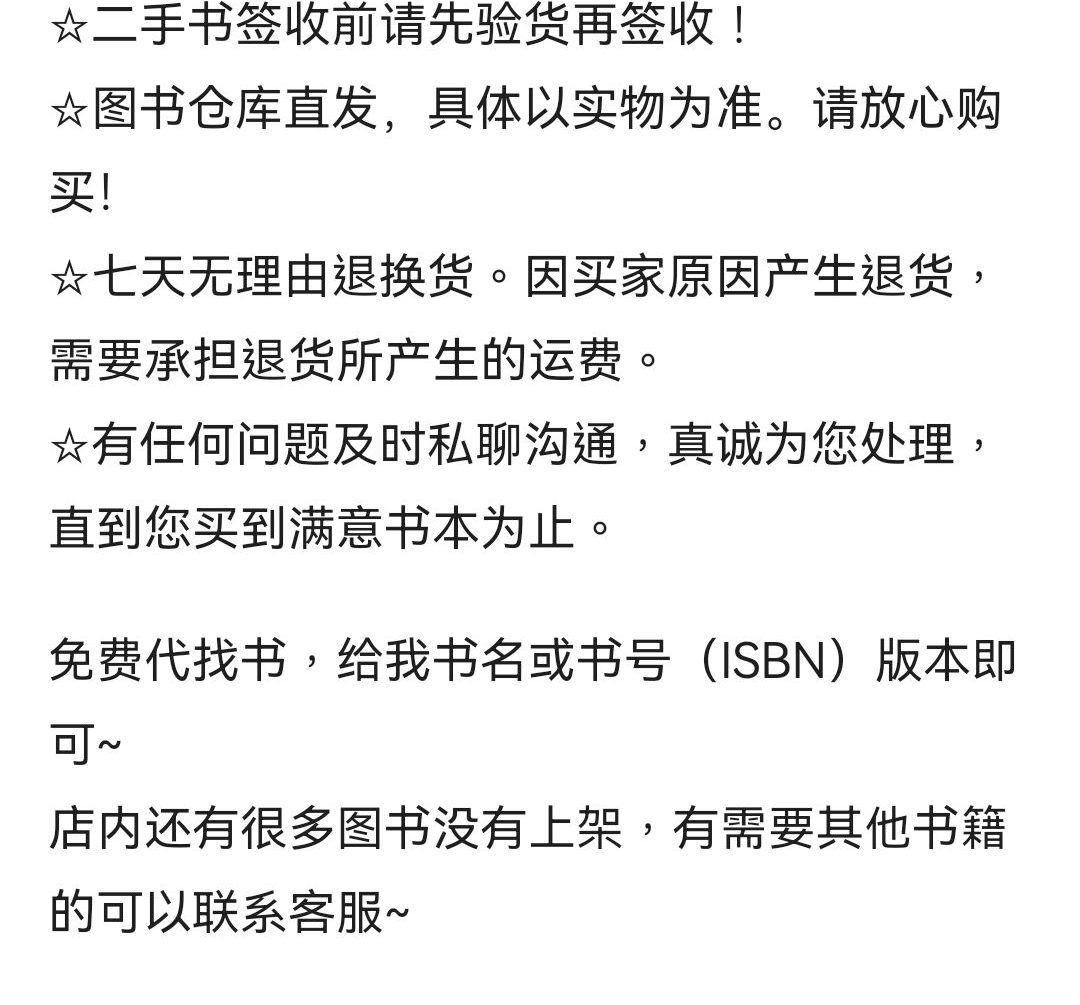 ☆二手书签收前请先验货再签收！
☆图书仓库直发，具体以实物为准。请放心购
买！
☆七天无理由退换货。因买家原因产生退货，
需要承担退货所产生的运费。
☆有任何问题及时私聊沟通，真诚为您处理，
直到您买到满意书本为止。
免费代找书，给我书名或书号（ISBN）版本即
可~
店内还有很多图书没有上架，有需要其他书籍
的可以联系客服~